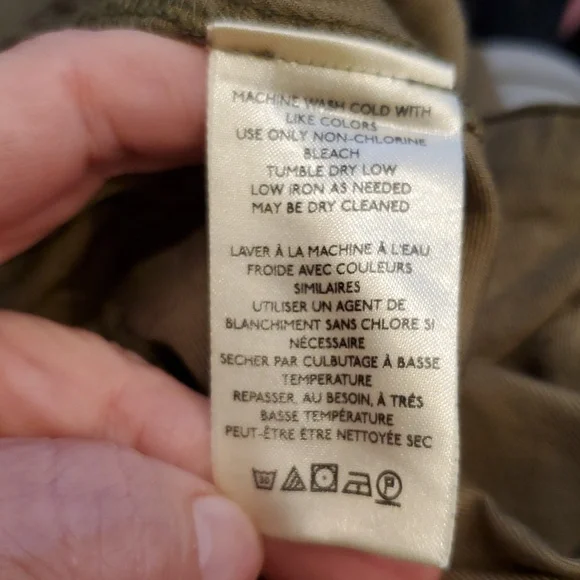 MACHINE WASH COLD WITH
LIKE COLORS
USE ONLY NON-CHLORINE
BLEACH
TUMBLE DRY LOW
LOW IRON AS NEEDED
MAY BE DRY CLEANED
LAVER À LA MACHINE À L'EAU
FROIDE AVEC COULEURS
SIMILAIRES
UTILISER UN AGENT DE
BLANCHIMENT SANS CHLORE SI
NÉCESSAIRE
SECHER PAR CULBUTAGE À BASSE
TEMPERATURE
REPASSER, AU BESOIN, À TRÉS
BASSE TEMPÉRATURE
PEUT-ÊTRE ÊTRE NETTOYÉE SEC
30 P